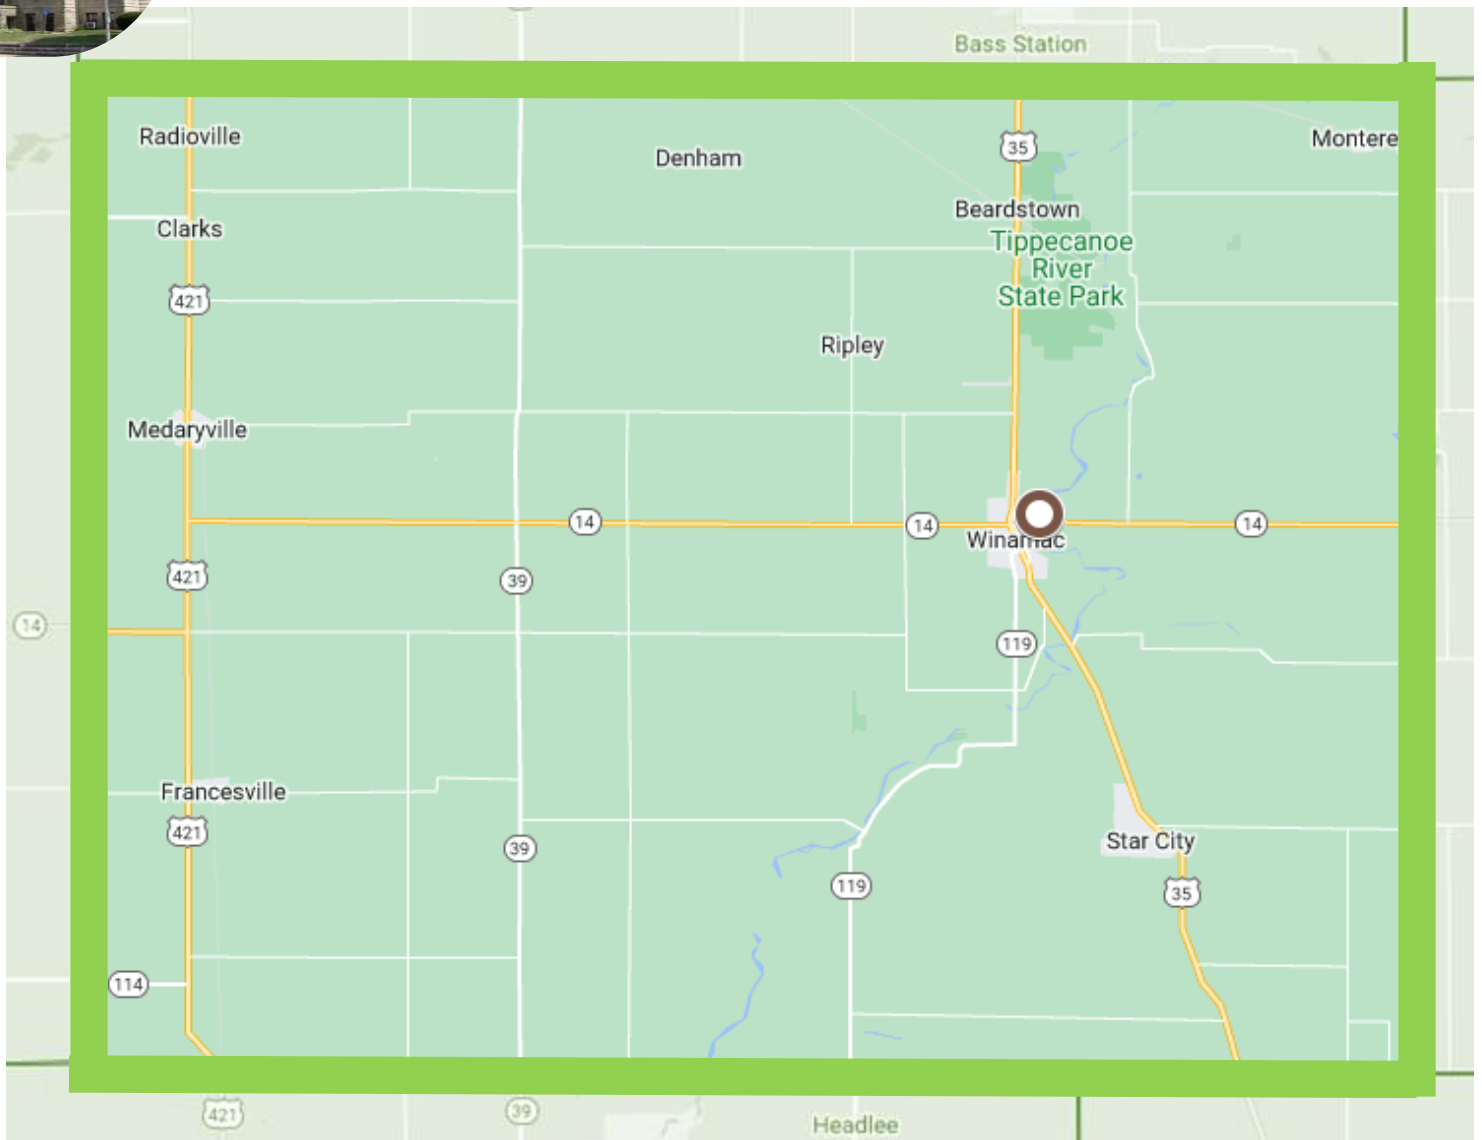 Bass Station
Radioville
Denham
35
Montere
Clarks
Beardstown
Tippecanoe
River
State Park
421
Ripley
Medaryville
14
14
14
Winamac
421
39
14
119
Francesville
421
Star City
39
119
35
114
421
39
Headlee